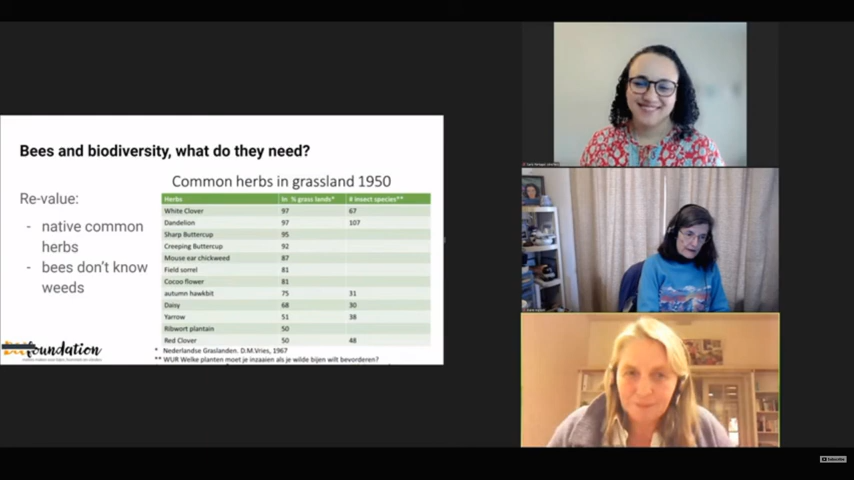 Bees and biodiversity, what do they need?
Common herbs in grassland 1950
Re-value:
- native common
herbs
- bees don't know
weeds
Herbs In % grass lands* # Insect species**
White Clover 97 67
Dandelion 97 107
Sharp Buttercup 95
Creeping Buttercup 92
Mouse ear chickweed 87
Field sorrel 81
Cocoo flower 81
autumn hawkbit 75 31
Daisy 68 30
Yarrow 51 38
Ribwort plantain 50
Red Clover 50 48
* Nederlandse Graslanden. D.M.Vries, 1967
** WUR Welke planten moet je inzaaien als je wilde bijen wilt bevorderen?
foundation
Subscribe